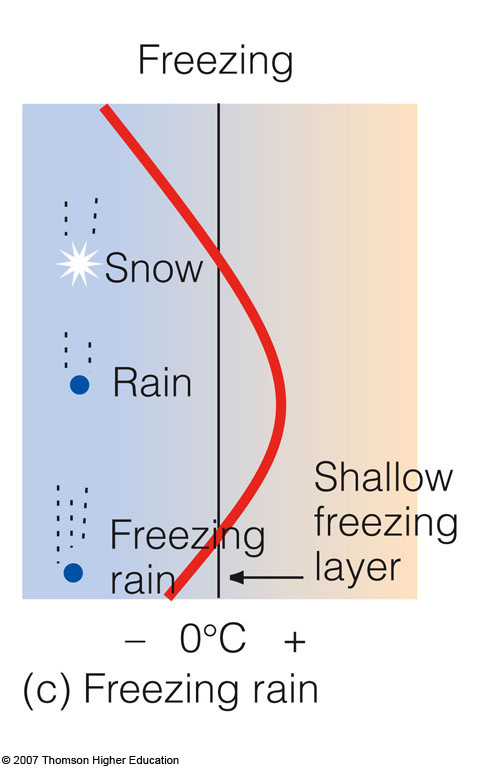 Freezing
Snow
Rain
Freezing
rain
Shallow
freezing
layer
– 0°C +
(c) Freezing rain
© 2007 Thomson Higher Education